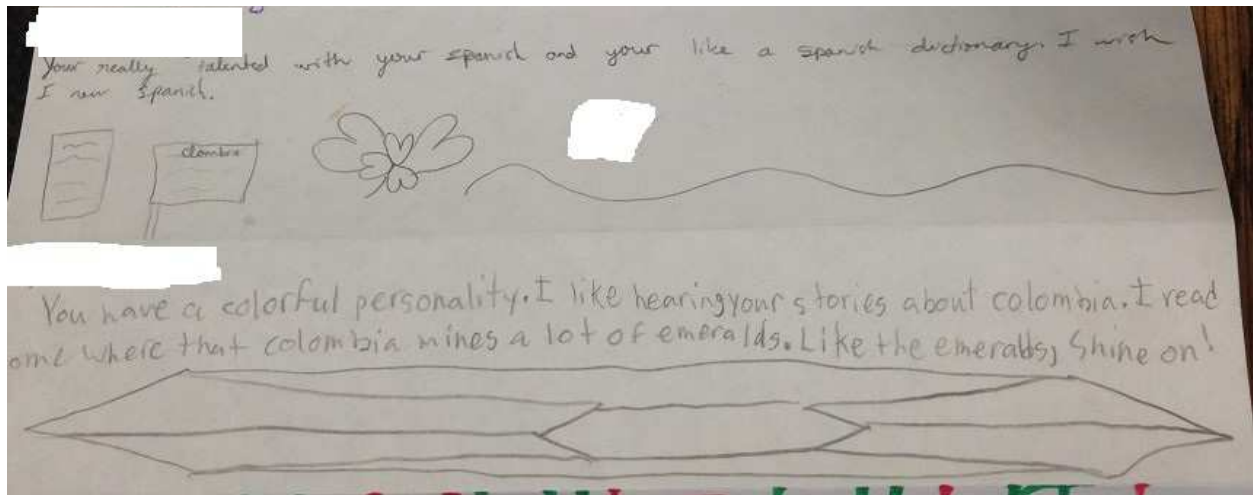 Your really talented with your spanish and your like a spanish dictionary. I wish
I new Spanish.
clombia
You have a colorful personality. I like hearing your stories about colombia. I read
ome where that colombia mines a lot of emeralds. Like the emeralds, Shine on!